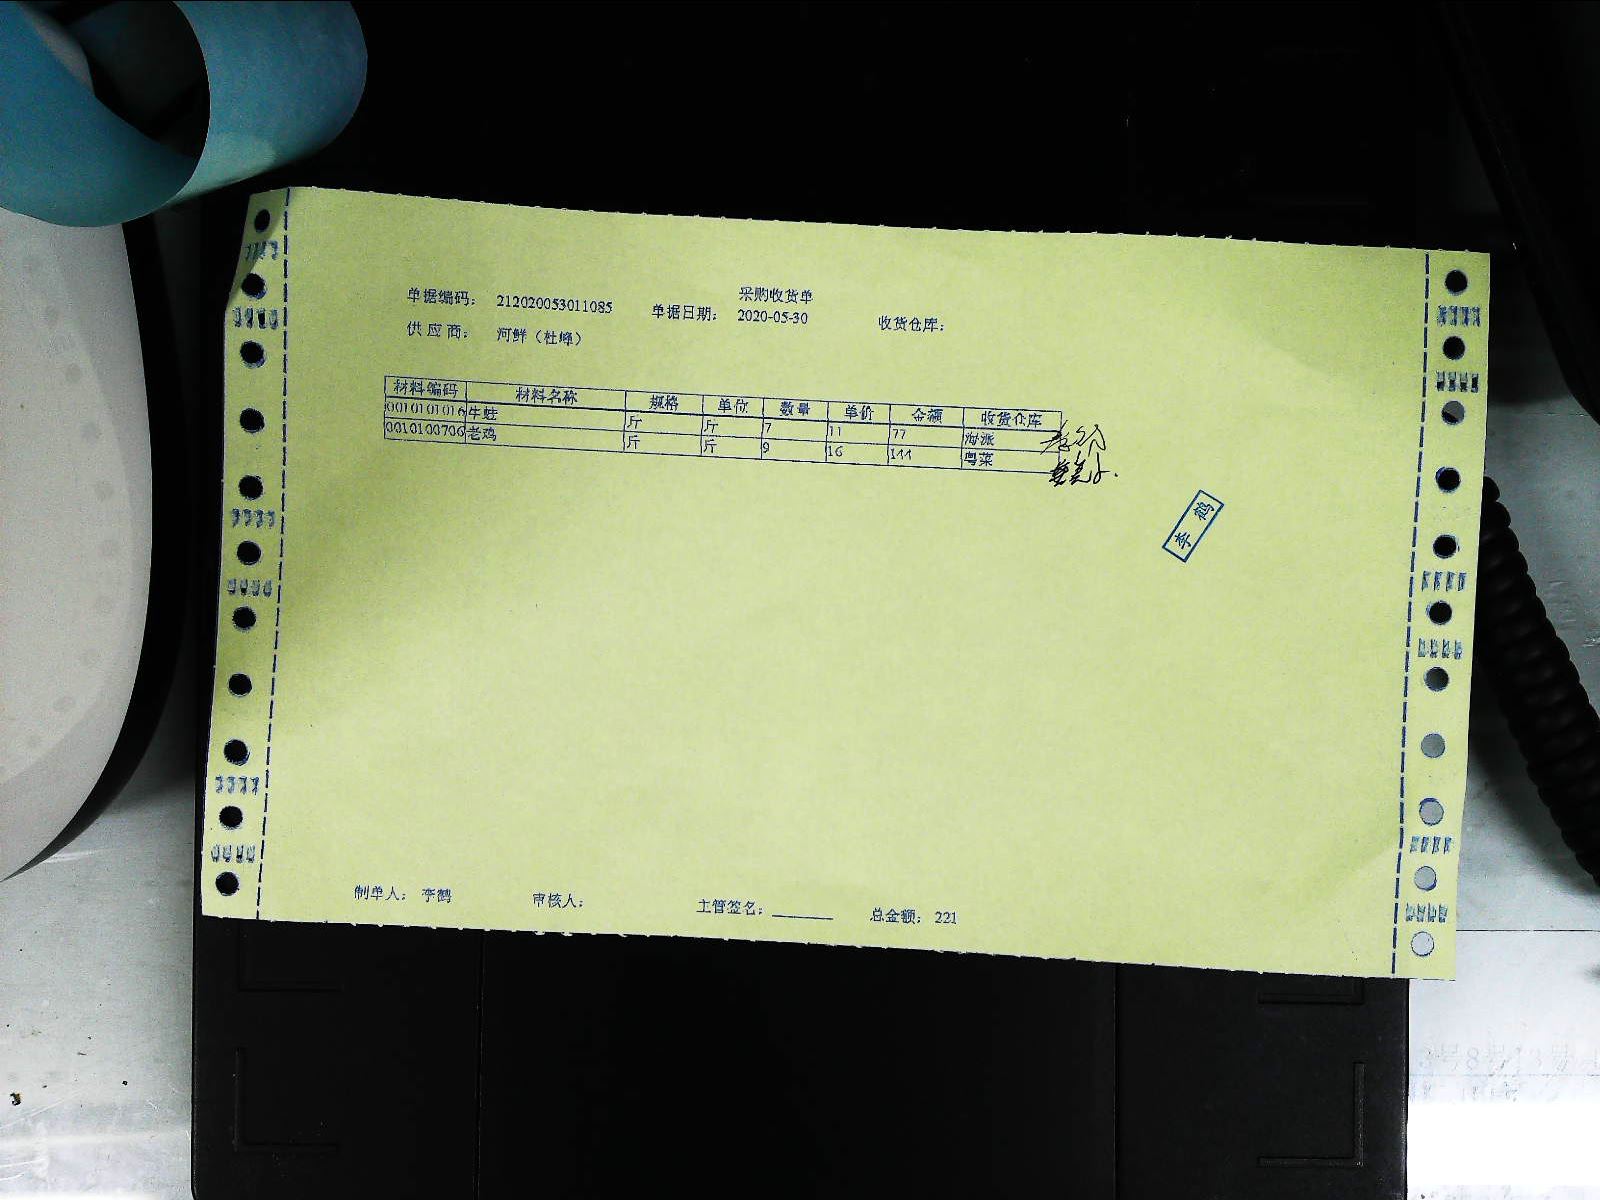 采购收货单
单据编码： 212020053011085 单据日期： 2020-05-30 收货仓库：
供 应 商： 河鲜（杜峰）
材料编码 材料名称 规格 单位 数量 单价 金额 收货仓库
0010101016 牛蛙 斤 斤 7 11 77 海派
0010100706 老鸡 斤 斤 9 16 144 粤菜
李鹤
制单人： 李鹤 审核人： 主管签名： 总金额： 221